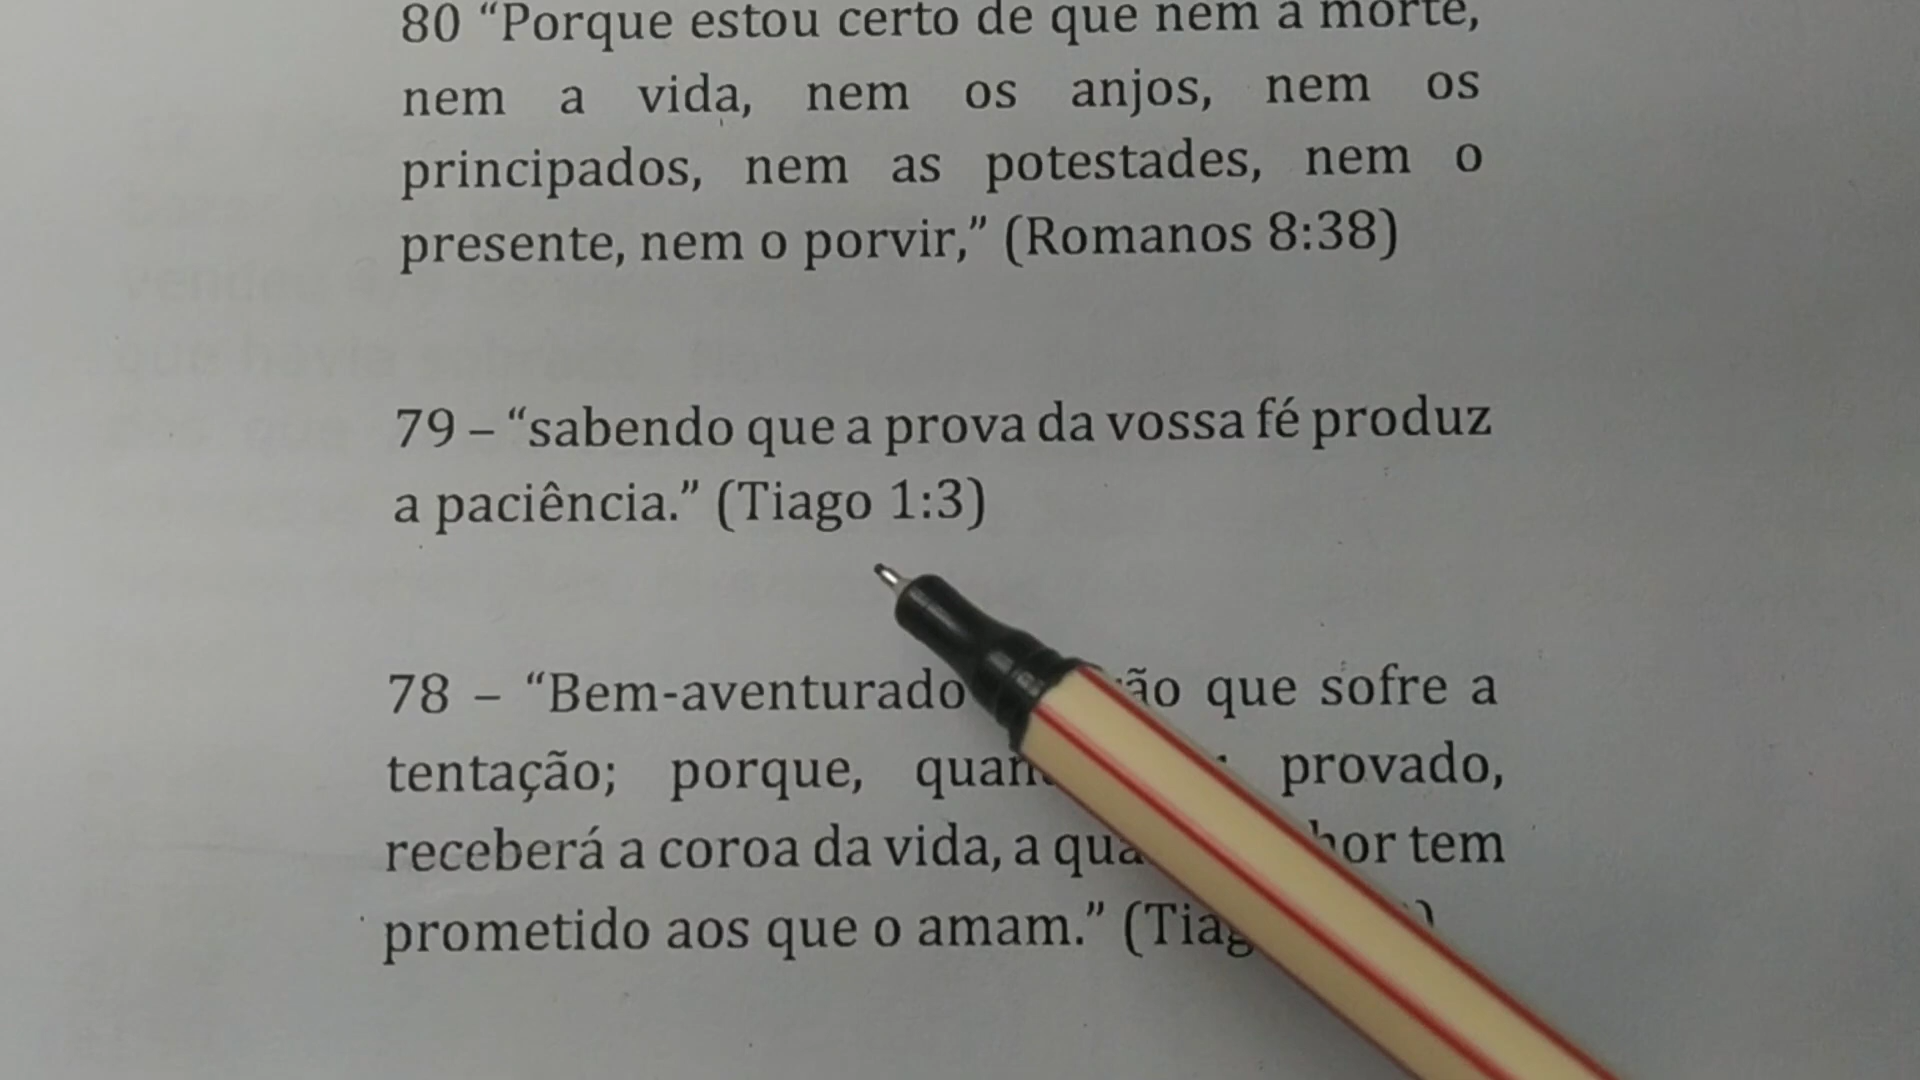 80 “Porque estou certo de que nem a morte,
nem a vida, nem os anjos, nem os
principados, nem as potestades, nem o
presente, nem o porvir,” (Romanos 8:38)
79 – “sabendo que a prova da vossa fé produz
a paciência.” (Tiago 1:3)
78 – “Bem-aventurado que sofre a
tentação; porque, provado,
receberá a coroa da vida, a tem
prometido aos que o amam.”